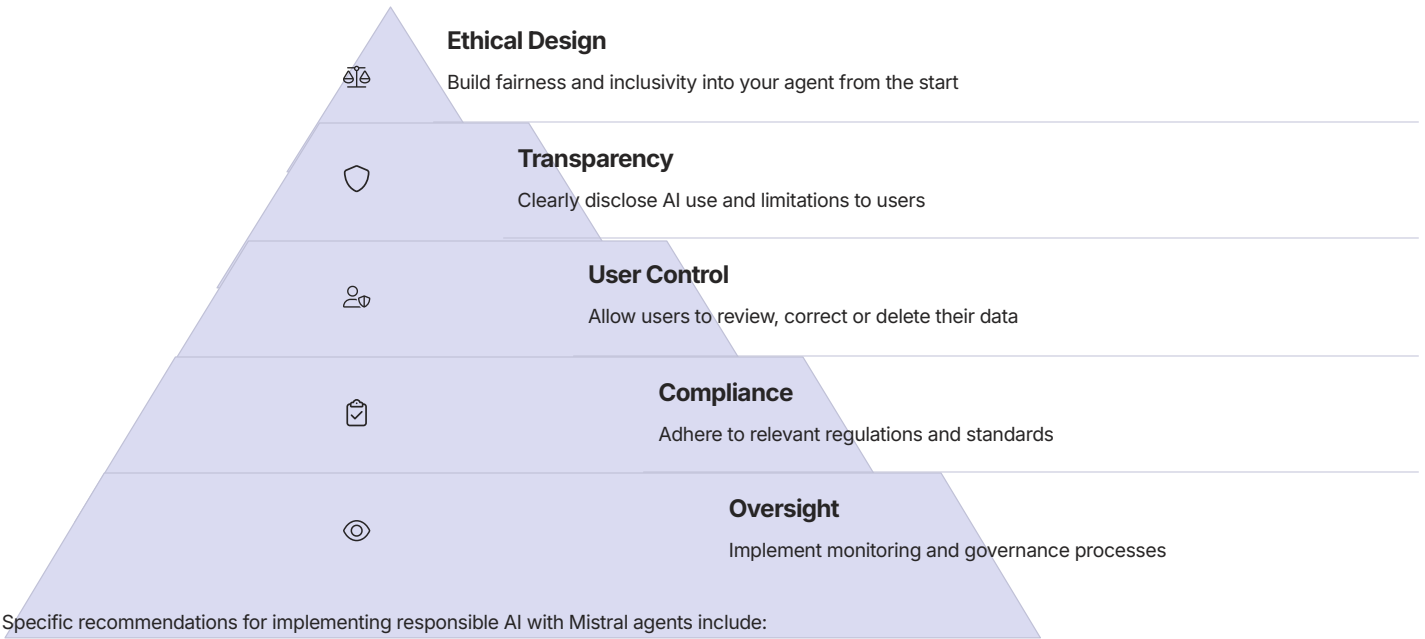 Ethical Design
Build fairness and inclusivity into your agent from the start
Transparency
Clearly disclose AI use and limitations to users
User Control
Allow users to review, correct or delete their data
Compliance
Adhere to relevant regulations and standards
Oversight
Implement monitoring and governance processes
Specific recommendations for implementing responsible AI with Mistral agents include: